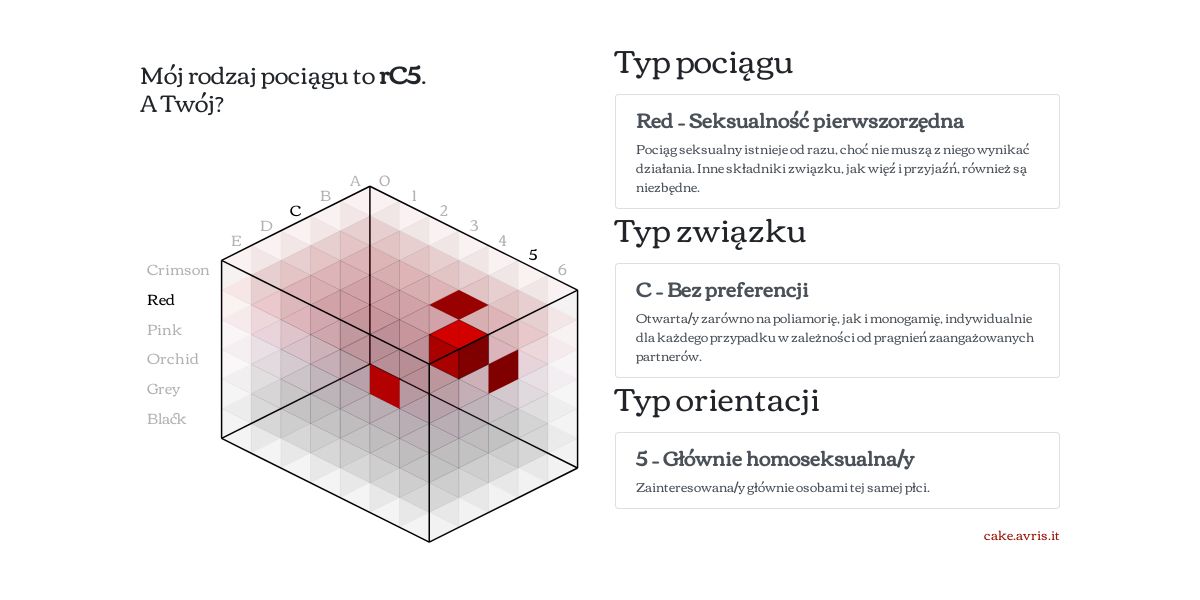 Mój rodzaj pociągu to rC5.
A Twój?
A
B
C
D
E
0
1
2
3
4
5
6
Crimson
Red
Pink
Orchid
Grey
Black
Typ pociągu
Red – Seksualność pierwszorzędna
Pociąg seksualny istnieje od razu, choć nie muszą z niego wynikać
działania. Inne składniki związku, jak więź i przyjaźń, również są
niezbędne.
Typ związku
C – Bez preferencji
Otwarta/y zarówno na poliamorię, jak i monogamię, indywidualnie
dla każdego przypadku w zależności od pragnień zaangażowanych
partnerów.
Typ orientacji
5 – Głównie homoseksualna/y
Zainteresowana/y głównie osobami tej samej płci.
cake.avris.it